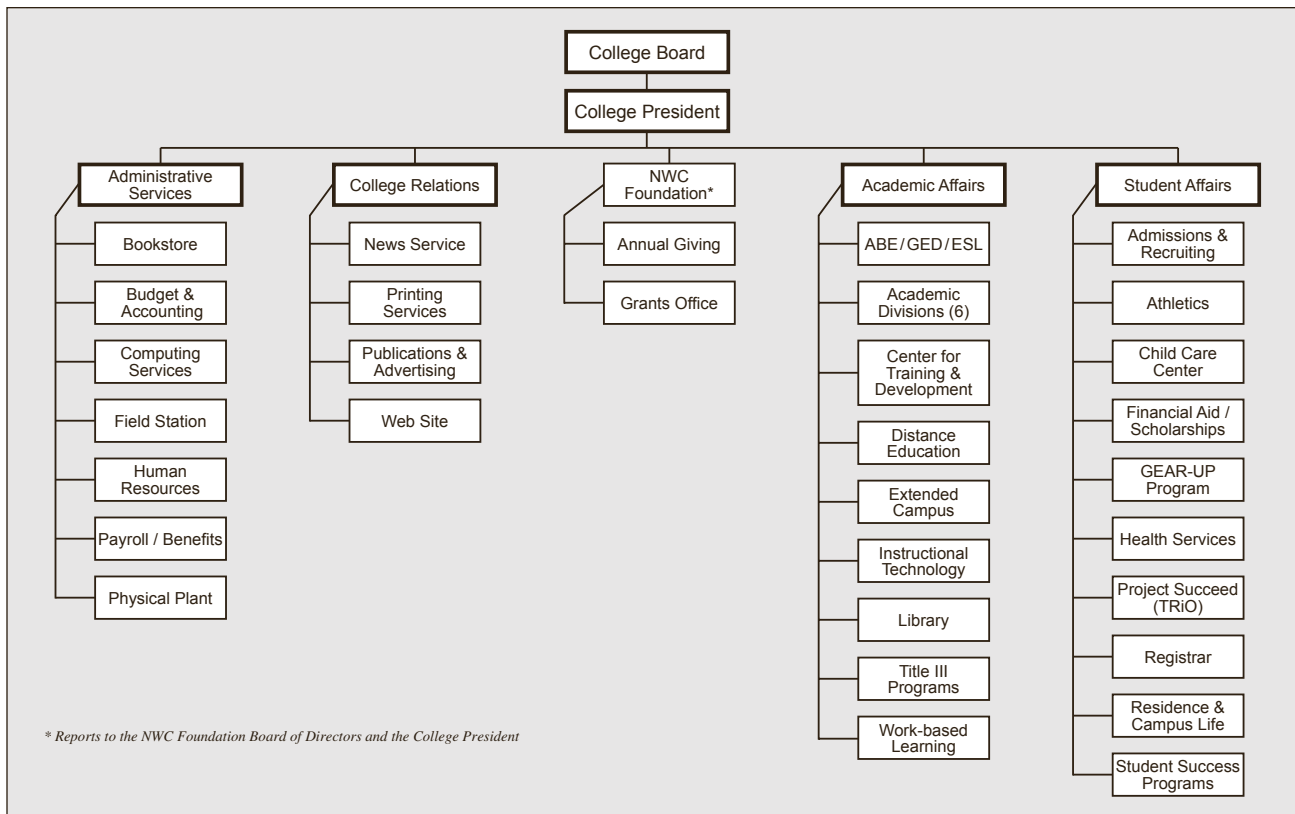 College Board
College President
Administrative
Services
Bookstore
Budget &
Accounting
Computing
Services
Field Station
Human
Resources
Payroll / Benefits
Physical Plant
College Relations
News Service
Printing
Services
Publications &
Advertising
Web Site
NWC
Foundation*
Annual Giving
Grants Office
Academic Affairs
ABE / GED / ESL
Academic
Divisions (6)
Center for
Training &
Development
Distance
Education
Extended
Campus
Instructional
Technology
Library
Title III
Programs
Work-based
Learning
Student Affairs
Admissions &
Recruiting
Athletics
Child Care
Center
Financial Aid /
Scholarships
GEAR-UP
Program
Health Services
Project Succeed
(TRiO)
Registrar
Residence &
Campus Life
Student Success
Programs
* Reports to the NWC Foundation Board of Directors and the College President